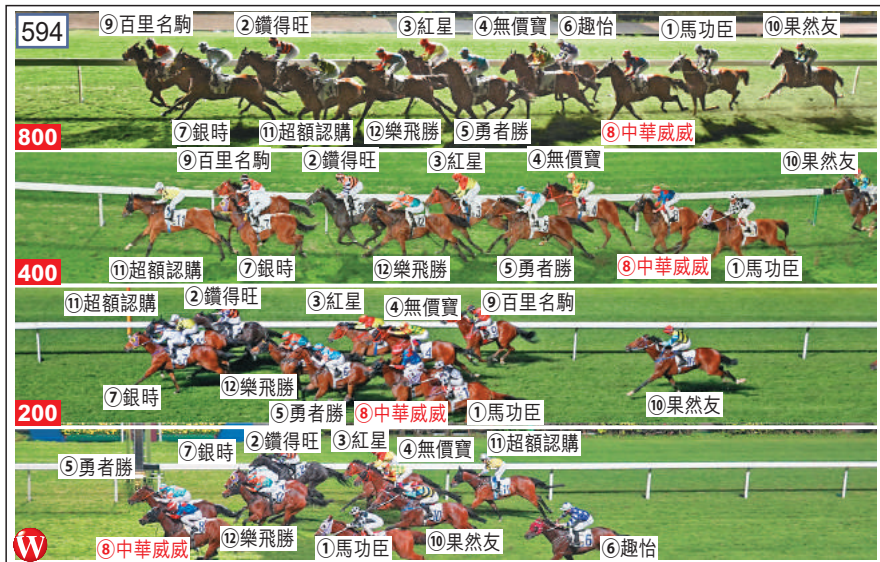 594
⑨百里名駒 ②鑽得旺 ③紅星 ④無價寶 ⑥趣怡 ①馬功臣 ⑩果然友
800
⑦銀時 ⑪超額認購 ⑫樂飛勝 ⑤勇者勝 ⑧中華威威
⑨百里名駒 ②鑽得旺 ③紅星 ④無價寶 ⑩果然友
400
⑪超額認購 ⑦銀時 ⑫樂飛勝 ⑤勇者勝 ⑧中華威威 ①馬功臣
⑪超額認購 ②鑽得旺 ③紅星 ④無價寶 ⑨百里名駒
200
⑦銀時 ⑫樂飛勝 ⑤勇者勝 ⑧中華威威 ①馬功臣 ⑩果然友
⑤勇者勝 ⑦銀時 ②鑽得旺 ③紅星 ④無價寶 ⑪超額認購
W
⑧中華威威 ⑫樂飛勝 ①馬功臣 ⑩果然友 ⑥趣怡